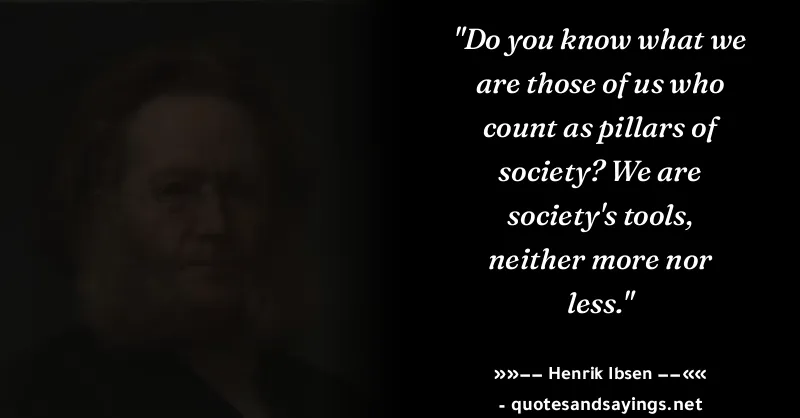 "Do you know what we
are those of us who
count as pillars of
society? We are
society's tools,
neither more nor
less."
»»−− Henrik Ibsen −−««
- quotesandsayings.net